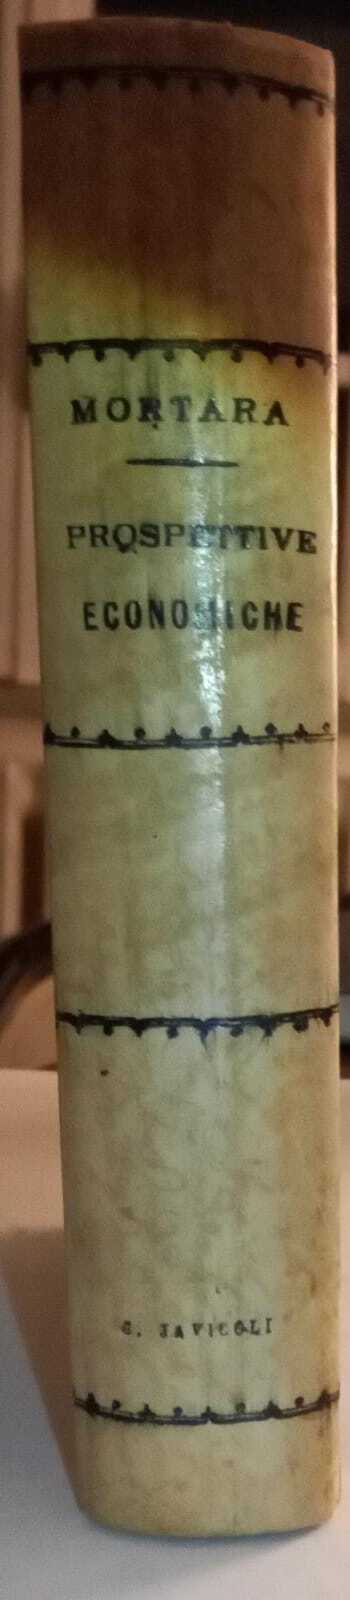 MORTARA
PROSPETTIVE
ECONOMICHE
G. JAVICOLI